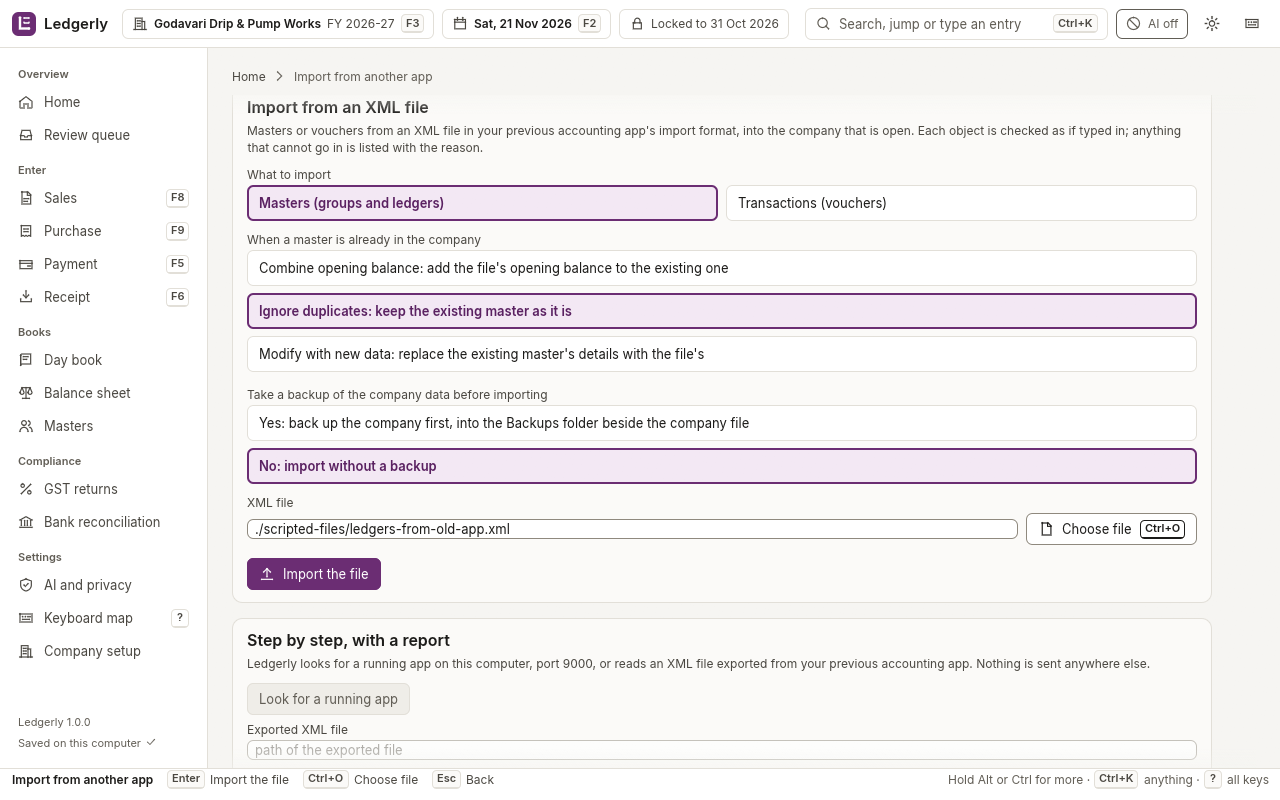 Ledgerly
Godavari Drip & Pump Works FY 2026-27 F3
Sat, 21 Nov 2026 F2
Locked to 31 Oct 2026
Search, jump or type an entry Ctrl+K
AI off
Overview
Home
Review queue
Enter
Sales F8
Purchase F9
Payment F5
Receipt F6
Books
Day book
Balance sheet
Masters
Compliance
GST returns
Bank reconciliation
Settings
AI and privacy
Keyboard map ?
Company setup
Ledgerly 1.0.0
Saved on this computer
Home
Import from another app
Import from an XML file
Masters or vouchers from an XML file in your previous accounting app's import format, into the company that is open. Each object is checked as if typed in; anything
that cannot go in is listed with the reason.
What to import
Masters (groups and ledgers)
Transactions (vouchers)
When a master is already in the company
Combine opening balance: add the file's opening balance to the existing one
Ignore duplicates: keep the existing master as it is
Modify with new data: replace the existing master's details with the file's
Take a backup of the company data before importing
Yes: back up the company first, into the Backups folder beside the company file
No: import without a backup
XML file
./scripted-files/ledgers-from-old-app.xml
Choose file Ctrl+O
Import the file
Step by step, with a report
Ledgerly looks for a running app on this computer, port 9000, or reads an XML file exported from your previous accounting app. Nothing is sent anywhere else.
Look for a running app
Exported XML file
path of the exported file
Import from another app Enter Import the file Ctrl+O Choose file Esc Back
Hold Alt or Ctrl for more · Ctrl+K anything · ? all keys